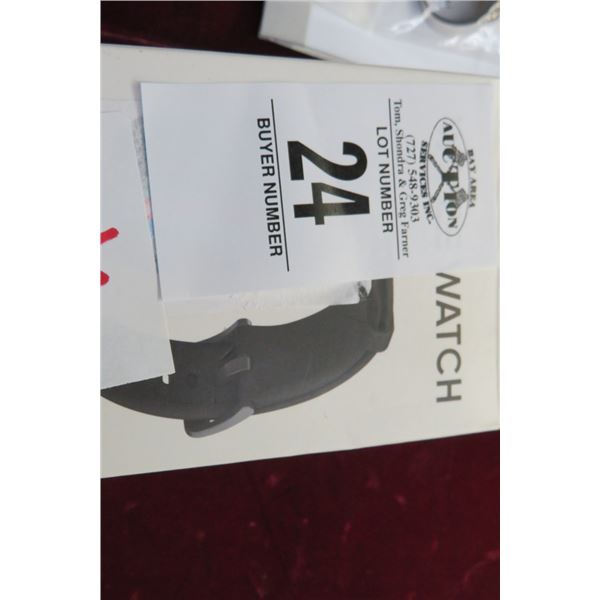 BAY AREA
AUCTION
SERVICES INC.
(727) 548-9303
Tom, Shondra & Greg Farner
LOT NUMBER
24
BUYER NUMBER
WATCH